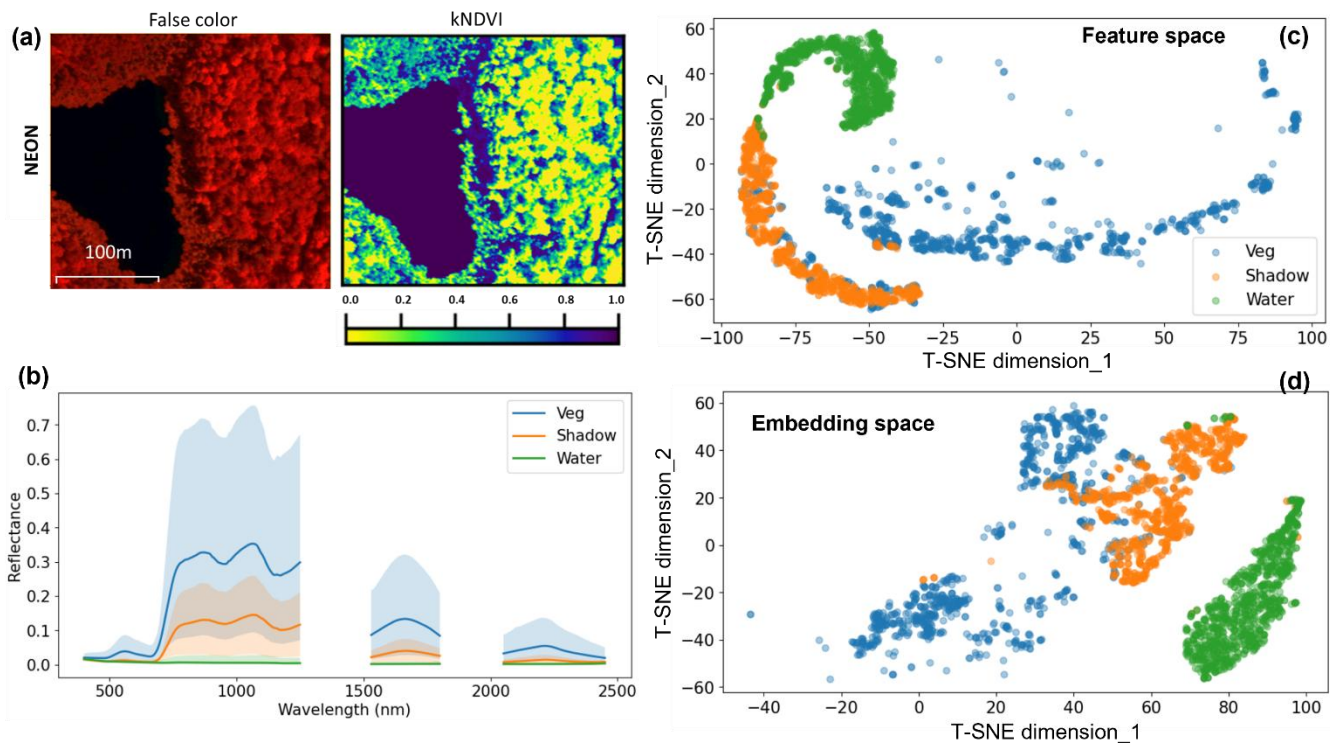 (a)
False color
kNDVI
NEON
100m
0.0 0.2 0.4 0.6 0.8 1.0
(b)
Veg
Shadow
Water
0.7
0.6
0.5
0.4
0.3
0.2
0.1
0.0
Reflectance
500 1000 1500 2000 2500
Wavelength (nm)
(c)
Feature space
60
40
20
0
−20
−40
−60
T-SNE dimension_2
Veg
Shadow
Water
−100 −75 −50 −25 0 25 50 75 100
T-SNE dimension_1
(d)
Embedding space
60
40
20
0
−20
−40
−60
T-SNE dimension_2
−40 −20 0 20 40 60 80 100
T-SNE dimension_1